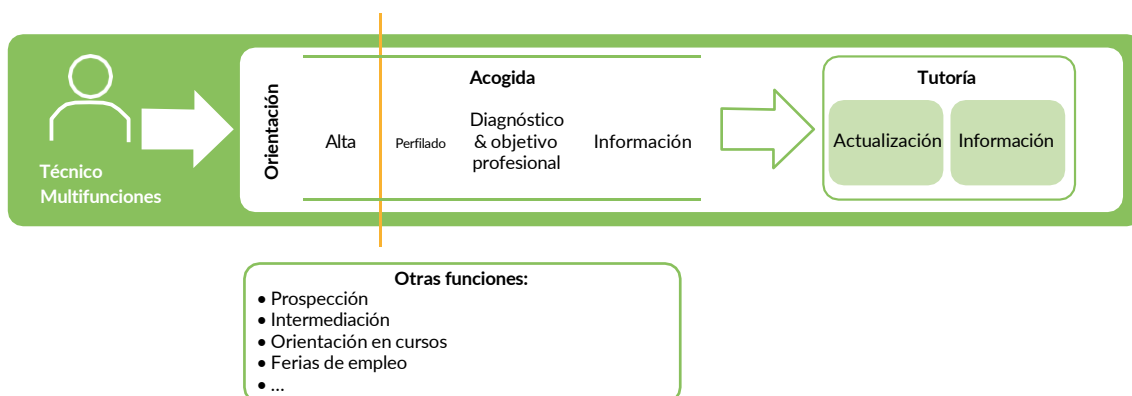 Técnico
Multifunciones
Orientación
Acogida
Alta
Perfilado
Diagnóstico
& objetivo
profesional
Información
Tutoría
Actualización
Información
Otras funciones:
• Prospección
• Intermediación
• Orientación en cursos
• Ferias de empleo
• ...